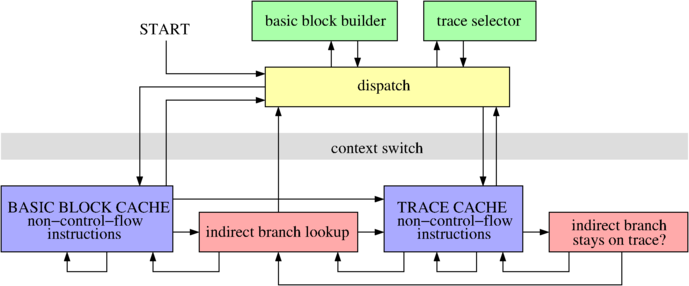 basic block builder
trace selector
START
dispatch
context switch
BASIC BLOCK CACHE
non−control−flow
instructions
indirect branch lookup
TRACE CACHE
non−control−flow
instructions
indirect branch
stays on trace?